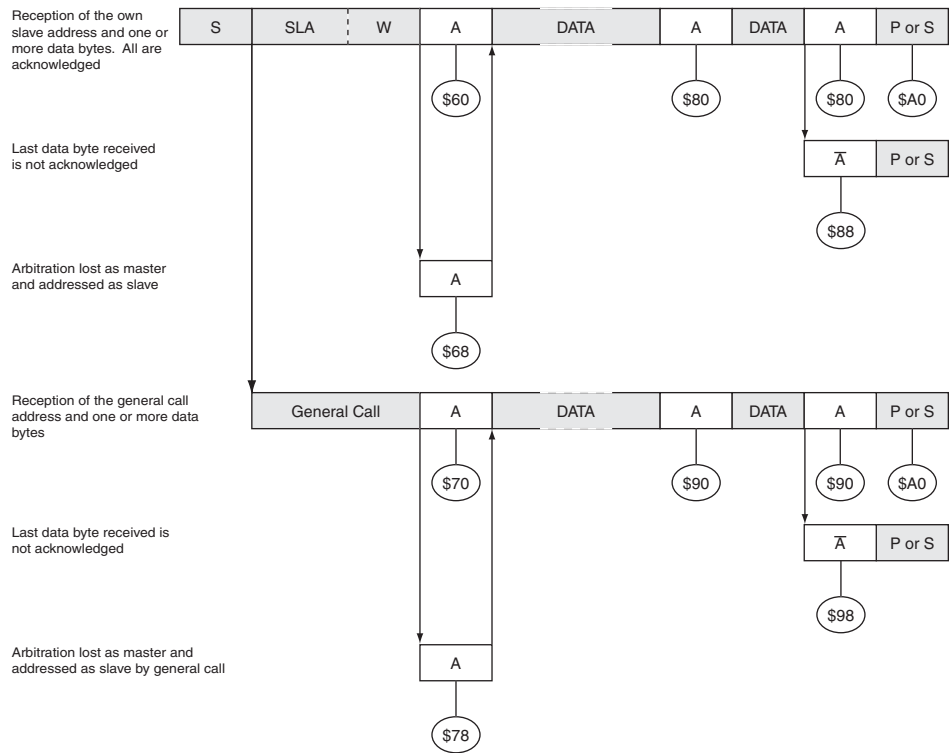 Reception of the own
slave address and one or
more data bytes. All are
acknowledged
S SLA W A DATA A DATA A P or S
$60 $80 $80 $A0
Last data byte received
is not acknowledged
A̅ P or S
$88
Arbitration lost as master
and addressed as slave
A
$68
Reception of the general call
address and one or more data
bytes
General Call A DATA A DATA A P or S
$70 $90 $90 $A0
Last data byte received is
not acknowledged
A̅ P or S
$98
Arbitration lost as master and
addressed as slave by general call
A
$78